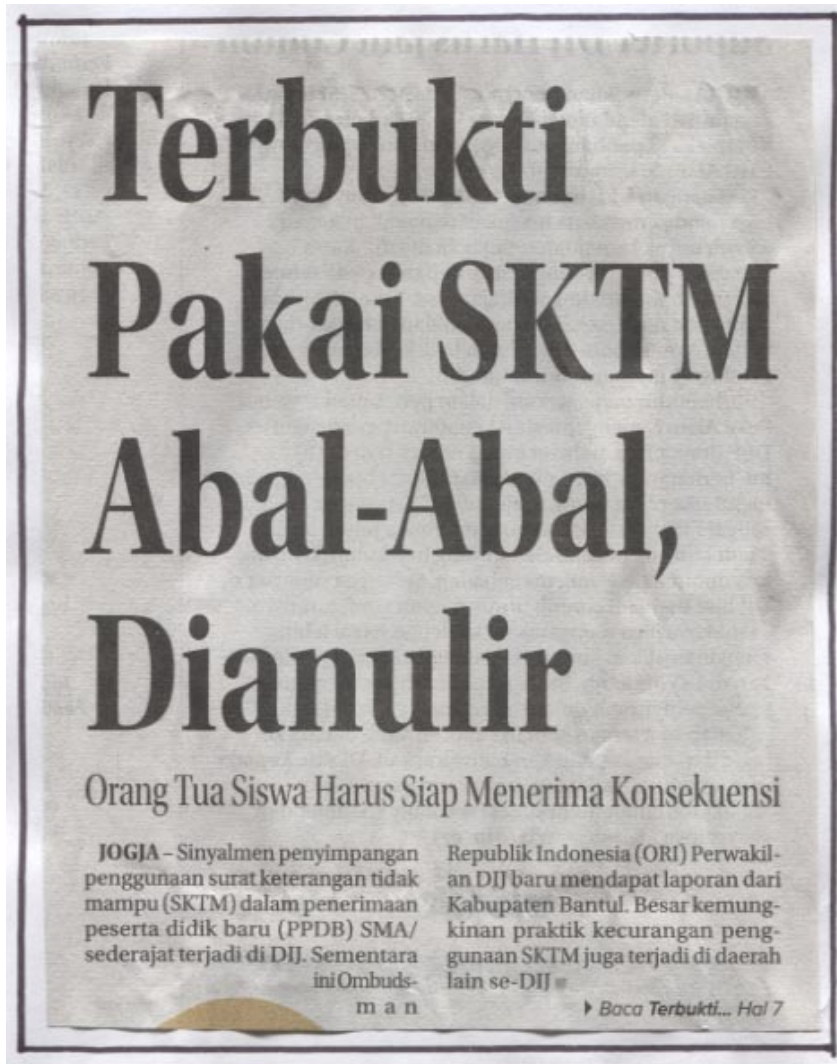 Terbukti
Pakai SKTM
Abal-Abal,
Dianulir
Orang Tua Siswa Harus Siap Menerima Konsekuensi
JOGJA – Sinyalmen penyimpangan
penggunaan surat keterangan tidak
mampu (SKTM) dalam penerimaan
peserta didik baru (PPDB) SMA/
sederajat terjadi di DIJ. Sementara
ini Ombuds-
man
Republik Indonesia (ORI) Perwakil-
an DIJ baru mendapat laporan dari
Kabupaten Bantul. Besar kemung-
kinan praktik kecurangan peng-
gunaan SKTM juga terjadi di daerah
lain se-DIJ
Baca Terbukti... Hal 7